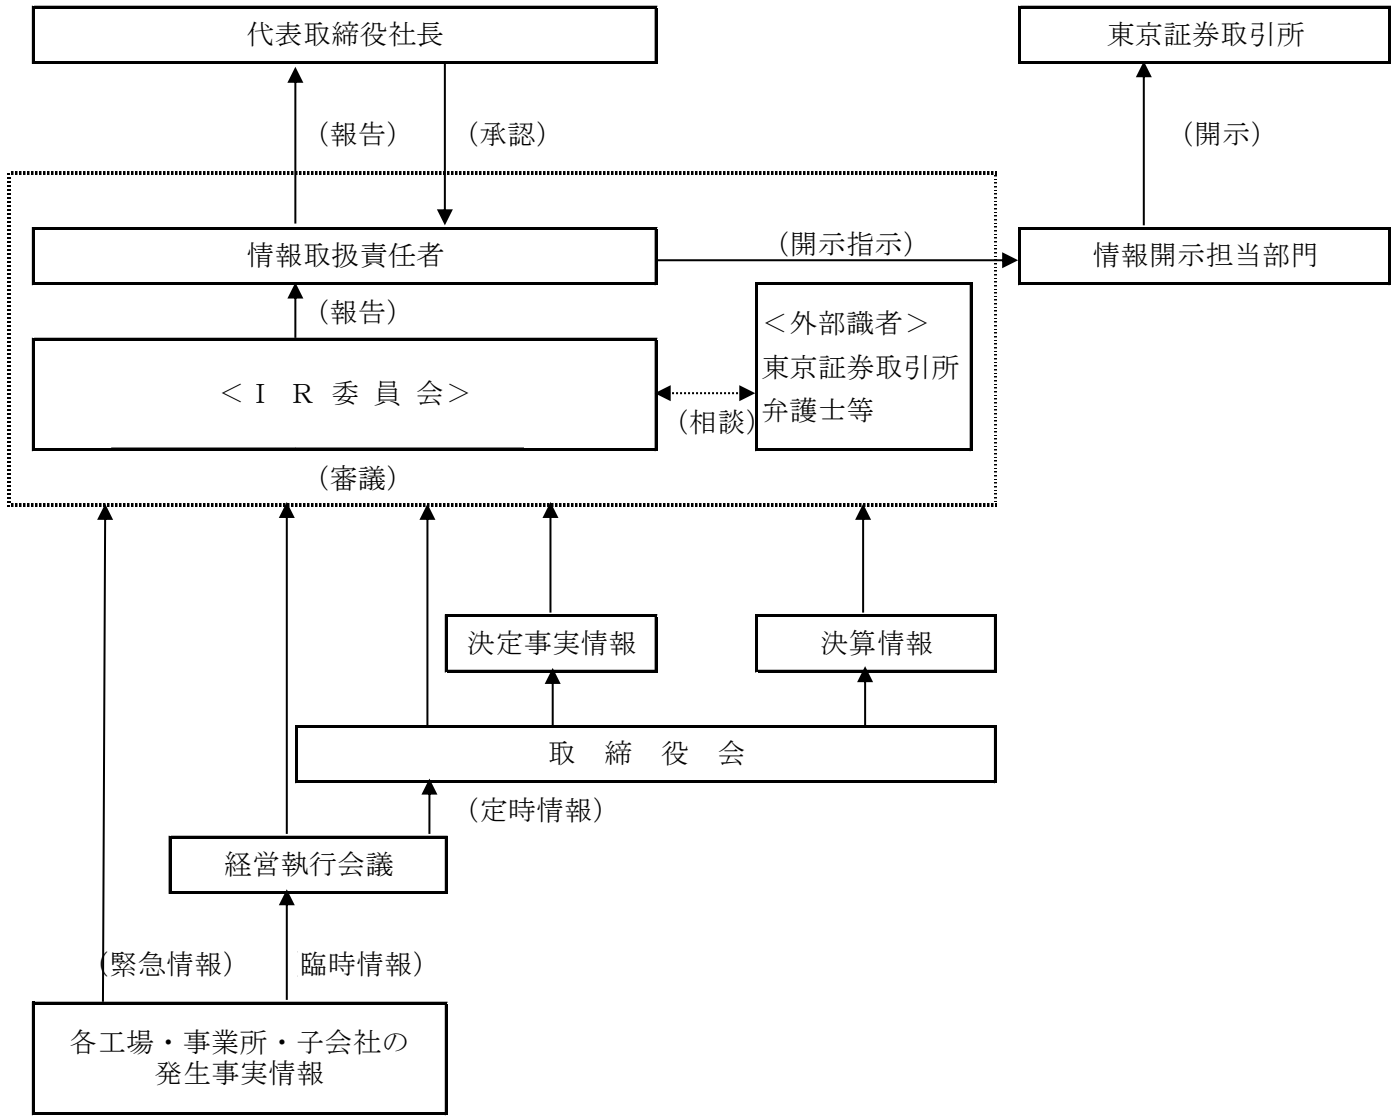 代表取締役社長
東京証券取引所
(報告)
(承認)
(開示)
情報取扱責任者
(開示指示)
情報開示担当部門
(報告)
＜外部識者＞
東京証券取引所
弁護士等
＜Ｉ　Ｒ 委 員 会＞
(相談)
(審議)
決定事実情報
決算情報
取　締　役　会
(定時情報)
経営執行会議
(緊急情報)
臨時情報)
各工場・事業所・子会社の
発生事実情報